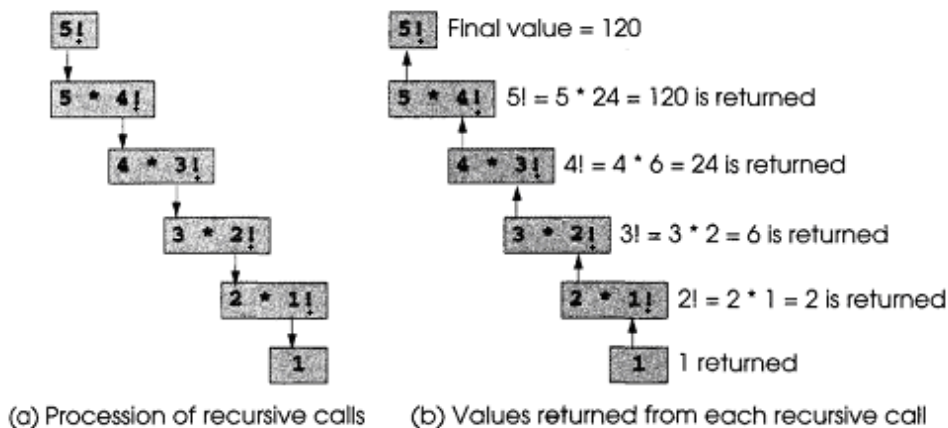 5!
5 * 4!
4 * 3!
3 * 2!
2 * 1!
1
(a) Procession of recursive calls
5! Final value = 120
5 * 4! 5! = 5 * 24 = 120 is returned
4 * 3! 4! = 4 * 6 = 24 is returned
3 * 2! 3! = 3 * 2 = 6 is returned
2 * 1! 2! = 2 * 1 = 2 is returned
1 1 returned
(b) Values returned from each recursive call